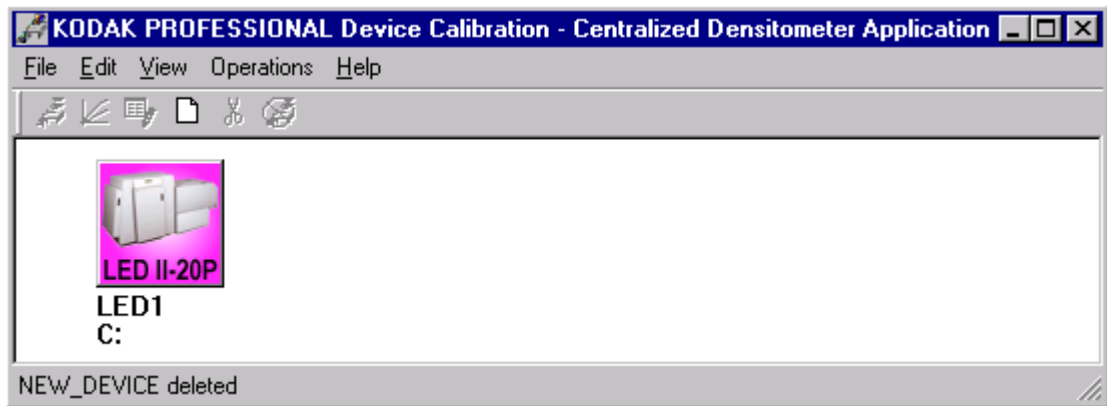 KODAK PROFESSIONAL Device Calibration - Centralized Densitometer Application
File Edit View Operations Help
LED II-20P
LED1
C:
NEW_DEVICE deleted